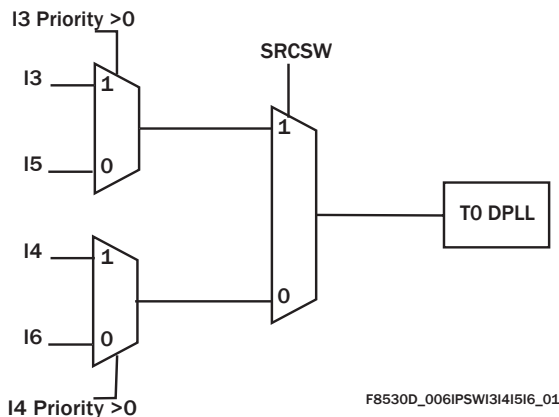 I3 Priority >0
SRCSW
I3
1
1
I5
0
T0 DPLL
I4
1
0
I6
0
I4 Priority >0
F8530D_006IPSWI3I4I5I6_01